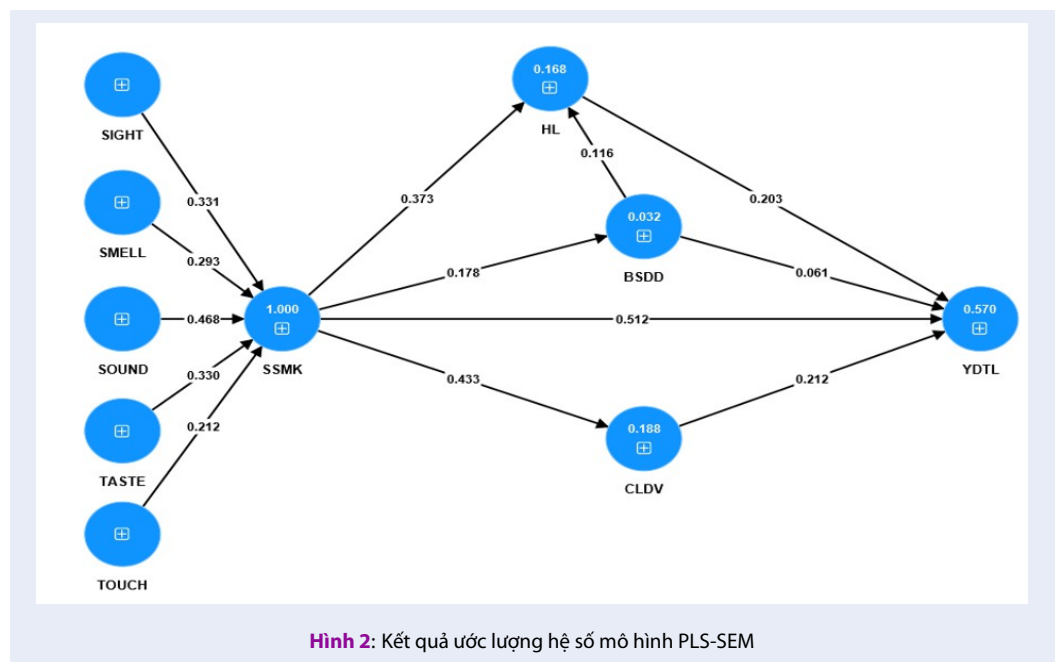 SIGHT
0.331
SMELL
0.293
SOUND
0.468
TASTE
0.330
TOUCH
0.212
1.000
SSMK
0.373
0.178
0.512
0.433
0.168
HL
0.116
0.032
BSDD
0.188
CLDV
0.203
0.061
0.212
0.570
YDTL
Hình 2: Kết quả ước lượng hệ số mô hình PLS-SEM